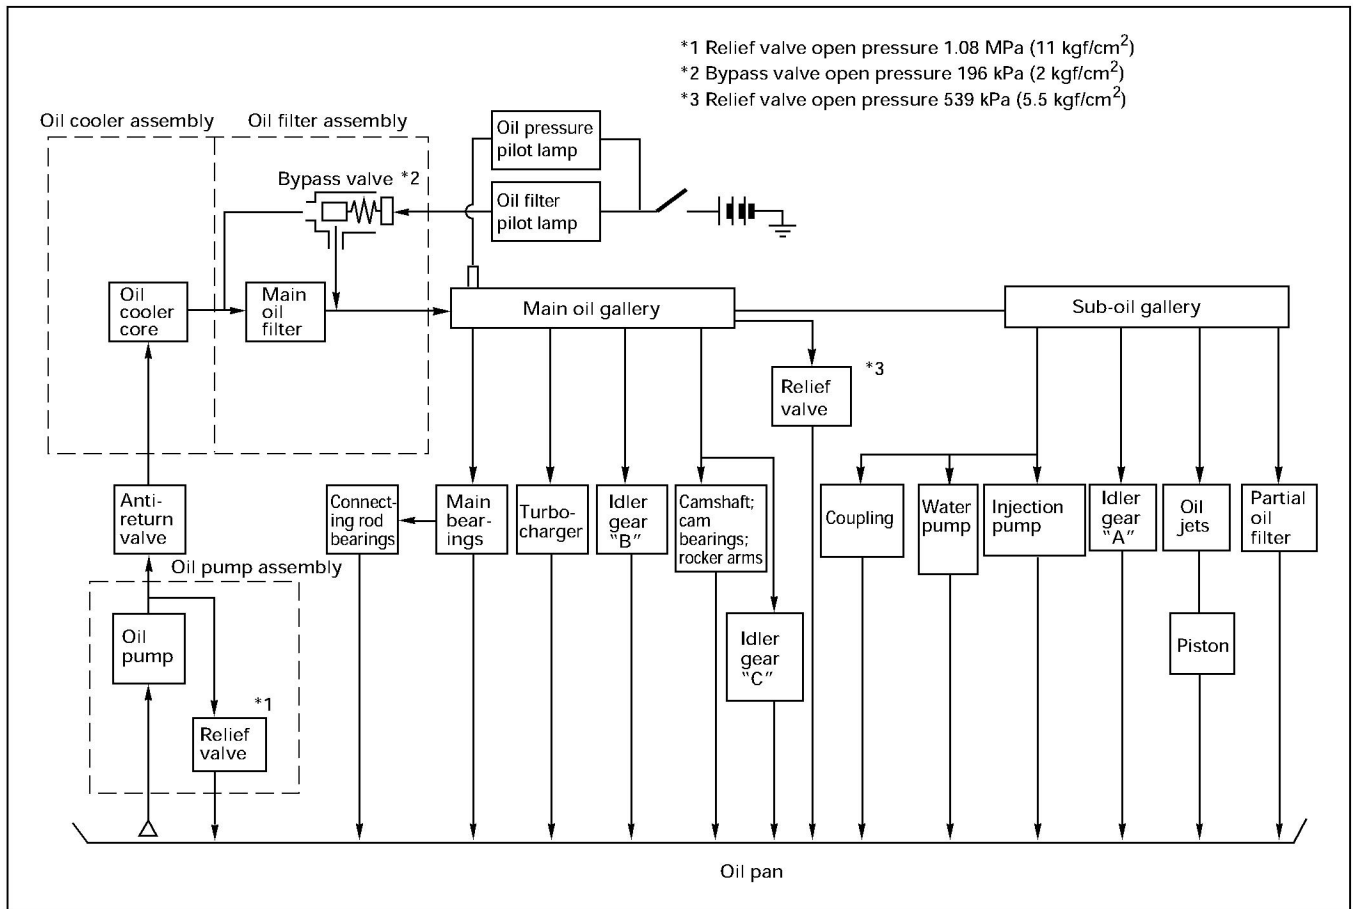 *1 Relief valve open pressure 1.08 MPa (11 kgf/cm2)
*2 Bypass valve open pressure 196 kPa (2 kgf/cm2)
*3 Relief valve open pressure 539 kPa (5.5 kgf/cm2)
Oil cooler assembly
Oil filter assembly
Oil pressure
pilot lamp
Bypass valve *2
Oil filter
pilot lamp
Oil
cooler
core
Main
oil
filter
Main oil gallery
Sub-oil gallery
Relief
valve
*3
Anti-
return
valve
Connect-
ing rod
bearings
Main
bear-
ings
Turbo-
charger
Idler
gear
"B"
Camshaft;
cam
bearings;
rocker arms
Coupling
Water
pump
Injection
pump
Idler
gear
"A"
Oil
jets
Partial
oil
filter
Oil pump assembly
Oil
pump
Idler
gear
"C"
Piston
*1
Relief
valve
Oil pan